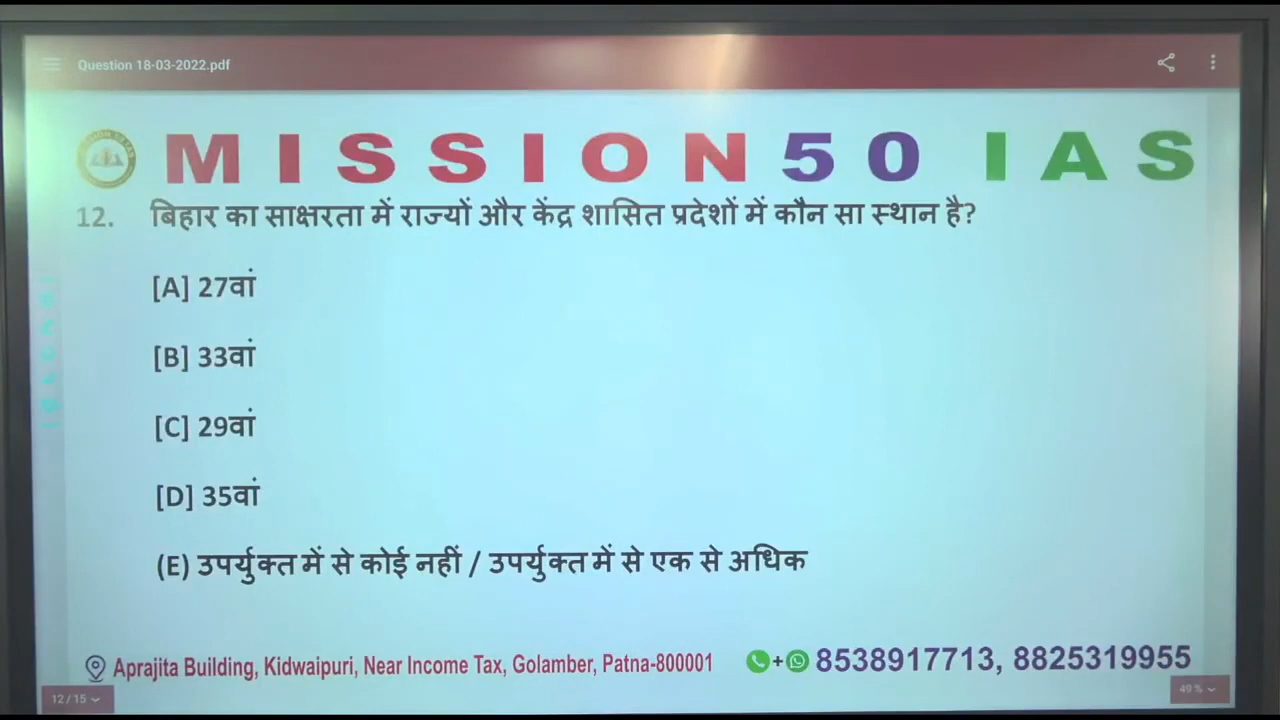 Question 18-03-2022.pdf
MISSION 50 IAS
12. बिहार का साक्षरता में राज्यों और केंद्र शासित प्रदेशों में कौन सा स्थान है?
[A] 27वां
[B] 33वां
[C] 29वां
[D] 35वां
(E) उपर्युक्त में से कोई नहीं / उपर्युक्त में से एक से अधिक
Aprajita Building, Kidwaipuri, Near Income Tax, Golamber, Patna-800001
+ 8538917713, 8825319955
12 / 15
49 %